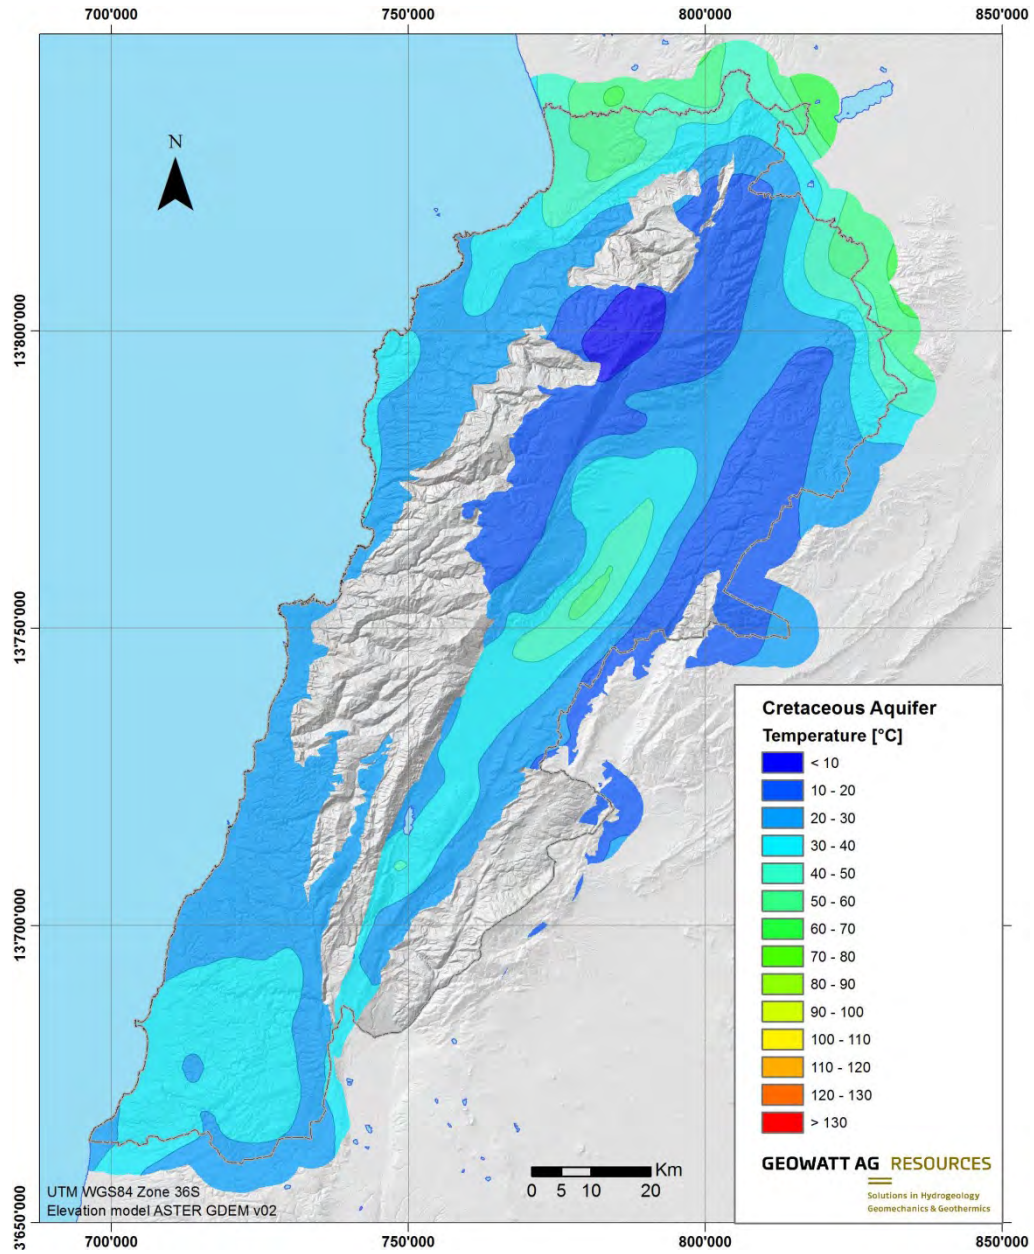 700'000 750'000 800'000 850'000
N
3'800'000
3'750'000
3'700'000
3'650'000
Cretaceous Aquifer
Temperature [°C]
< 10
10 - 20
20 - 30
30 - 40
40 - 50
50 - 60
60 - 70
70 - 80
80 - 90
90 - 100
100 - 110
110 - 120
120 - 130
> 130
GEOWATT AG RESOURCES
Solutions in Hydrogeology
Geomechanics & Geothermics
Km
0 5 10 20
UTM WGS84 Zone 36S
Elevation model ASTER GDEM v02
700'000 750'000 800'000 850'000